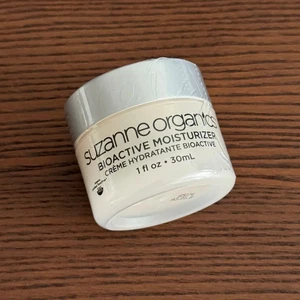 suzanne organics
BIOACTIVE MOISTURIZER
CRÈME HYDRATANTE BIOACTIVE
1 fl oz • 30mL